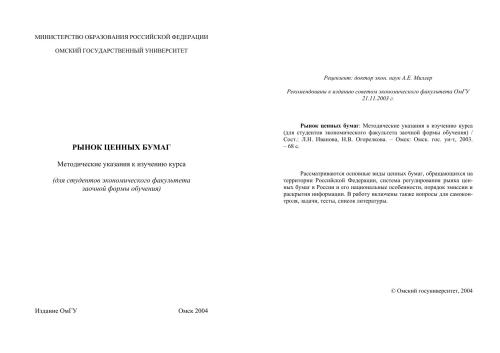 МИНИСТЕРСТВО ОБРАЗОВАНИЯ РОССИЙСКОЙ ФЕДЕРАЦИИ
ОМСКИЙ ГОСУДАРСТВЕННЫЙ УНИВЕРСИТЕТ
РЫНОК ЦЕННЫХ БУМАГ
Методические указания к изучению курса
(для студентов экономического факультета
заочной формы обучения)
Издание ОмГУ Омск 2004
Рецензент: доктор экон. наук А.Е. Миллер
Рекомендованы к изданию советом экономического факультета ОмГУ
21.11.2003 г.
Рынок ценных бумаг: Методические указания к изучению курса
(для студентов экономического факультета заочной формы обучения) /
Сост.: Л.Н. Иванова, Н.В. Огорелкова. – Омск: Омск. гос. ун-т, 2003.
– 68 с.
Рассматриваются основные виды ценных бумаг, обращающихся на
территории Российской Федерации, система регулирования рынка цен-
ных бумаг в России и его национальные особенности, порядок эмиссии и
раскрытия информации. В работу включены также вопросы для самокон-
троля, задачи, тесты, список литературы.
© Омский госуниверситет, 2004